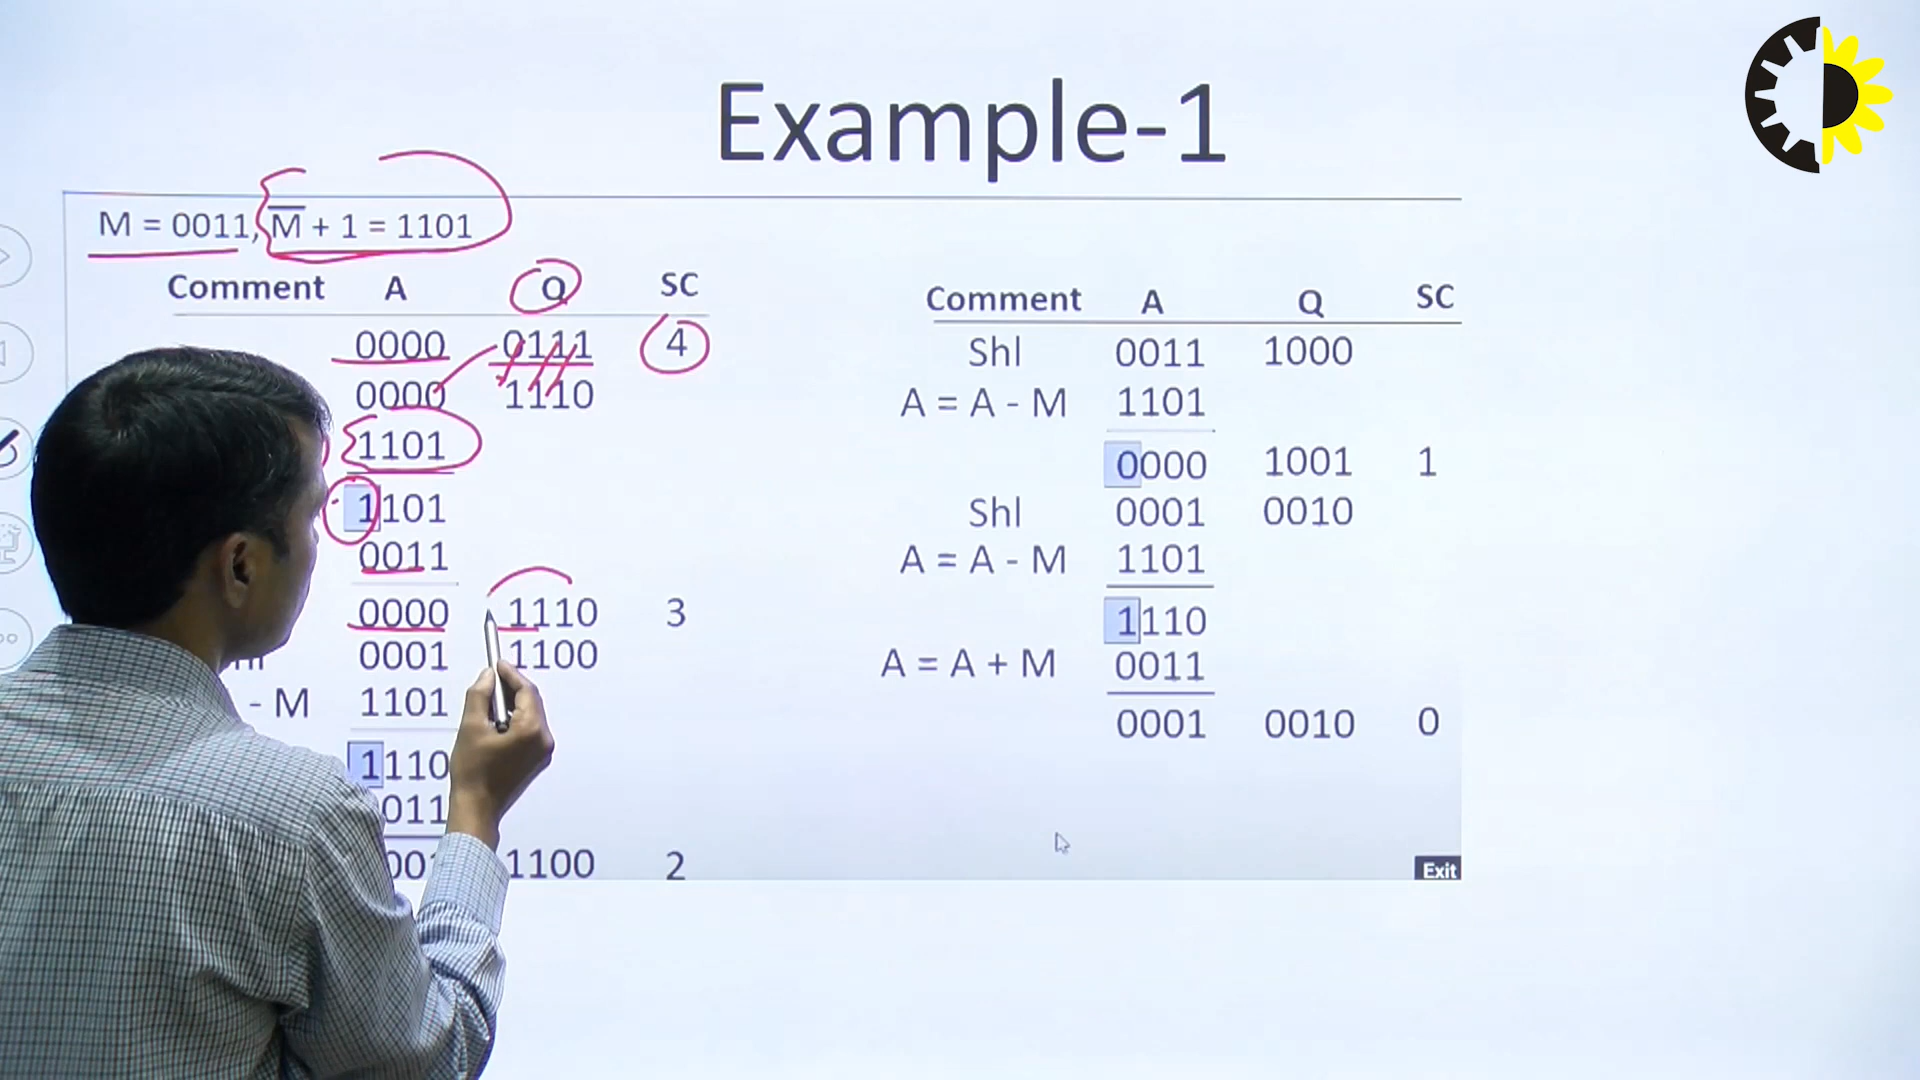 Example-1
M = 0011, M̅ + 1 = 1101
Comment A Q SC
0000 0111 4
0000 1110
1101
1101
0011
0000 1110 3
0001 1100
- M 1101
1110
011
1100 2
Comment A Q SC
Shl 0011 1000
A = A - M 1101
0000 1001 1
Shl 0001 0010
A = A - M 1101
1110
A = A + M 0011
0001 0010 0
Exit